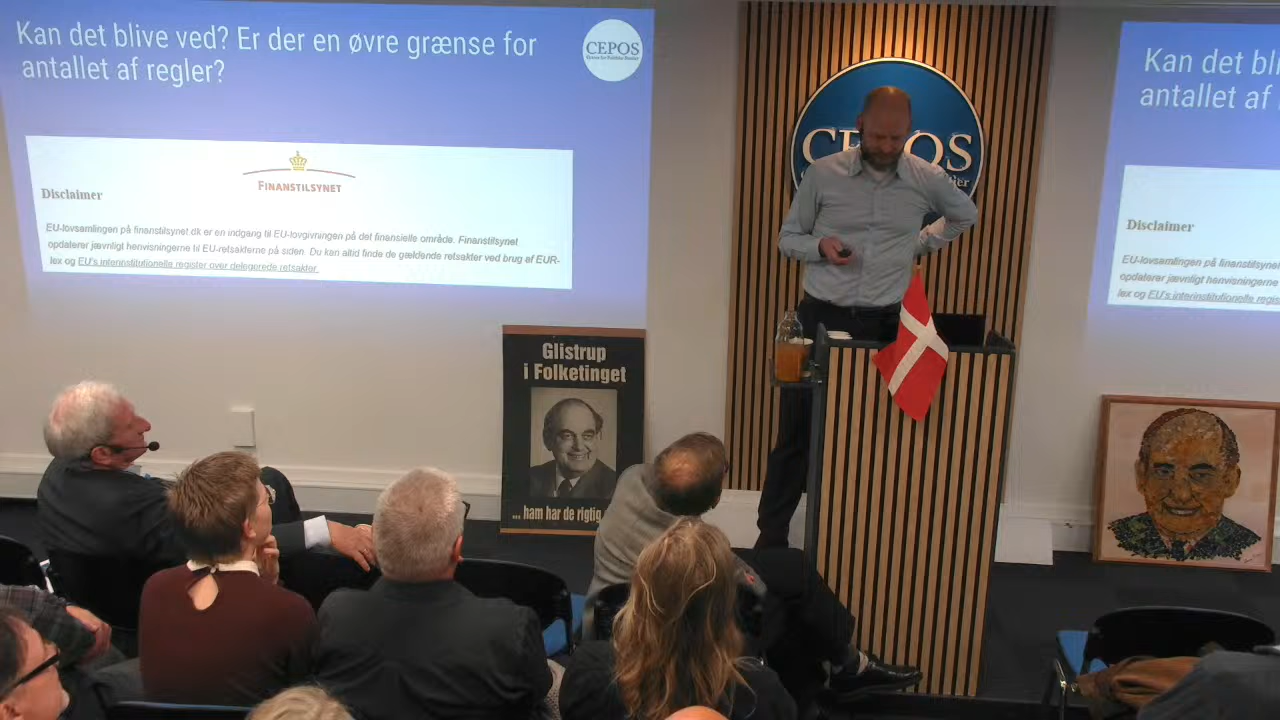 Kan det blive ved? Er der en øvre grænse for
antallet af regler?
CEPOS
FINANSTILSYNET
Disclaimer
EU-lovsamlingen på finanstilsynet.dk er en indgang til EU-lovgivningen på det finansielle område. Finanstilsynet
opdaterer jævnligt henvisningerne til EU-retsakterne på siden. Du kan altid finde de gældende retsakter ved brug af EUR-
lex og EU's interinstitutionelle register over delegerede retsakter.
Glistrup
i Folketinget
... ham har de rigtig
CEPOS
Kan det bl
antallet af
Disclaimer
EU-lovsamlingen på finanstilsynet
opdaterer jævnligt henvisningerne
lex og EU's interinstitutionelle regis